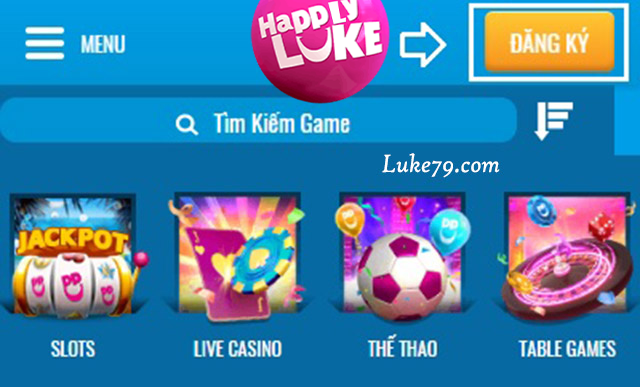 MENU
HAPPLY
LUKE
ĐĂNG KÝ
Tìm Kiếm Game
Luke79.com
JACKPOT
SLOTS
LIVE CASINO
THỂ THAO
TABLE GAMES